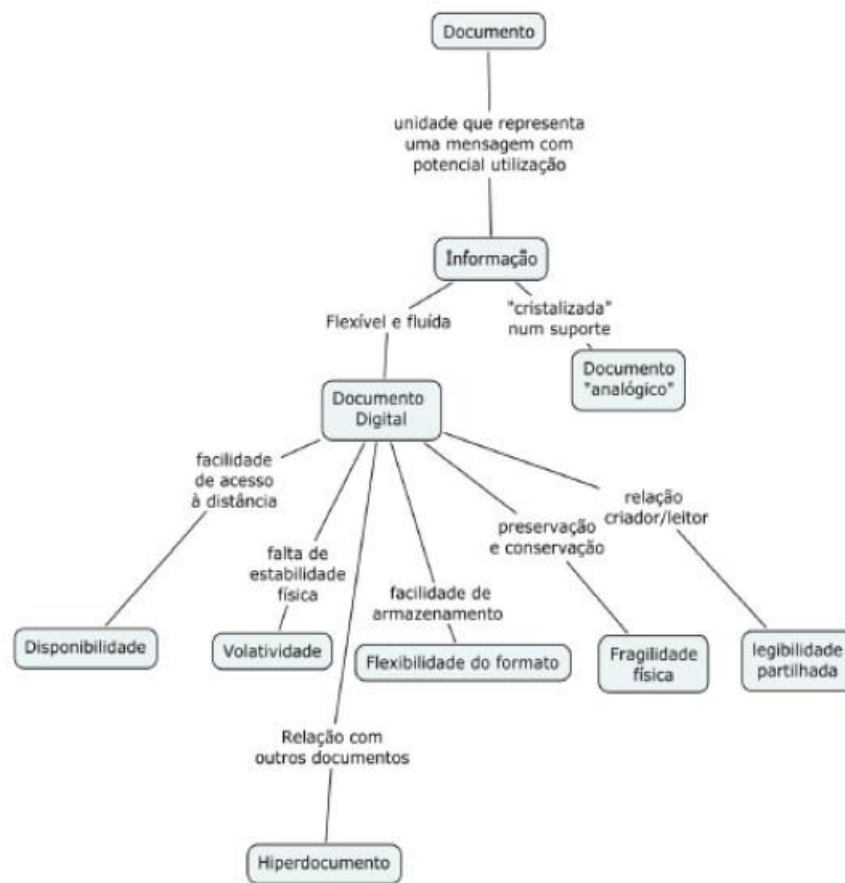 Documento
unidade que representa
uma mensagem com
potencial utilização
Informação
Flexível e fluída
"cristalizada"
num suporte
Documento
"analógico"
Documento
Digital
facilidade
de acesso
à distância
falta de
estabilidade
física
facilidade de
armazenamento
preservação
e conservação
relação
criador/leitor
Disponibilidade
Volatividade
Flexibilidade do formato
Fragilidade
física
legibilidade
partilhada
Relação com
outros documentos
Hiperdocumento